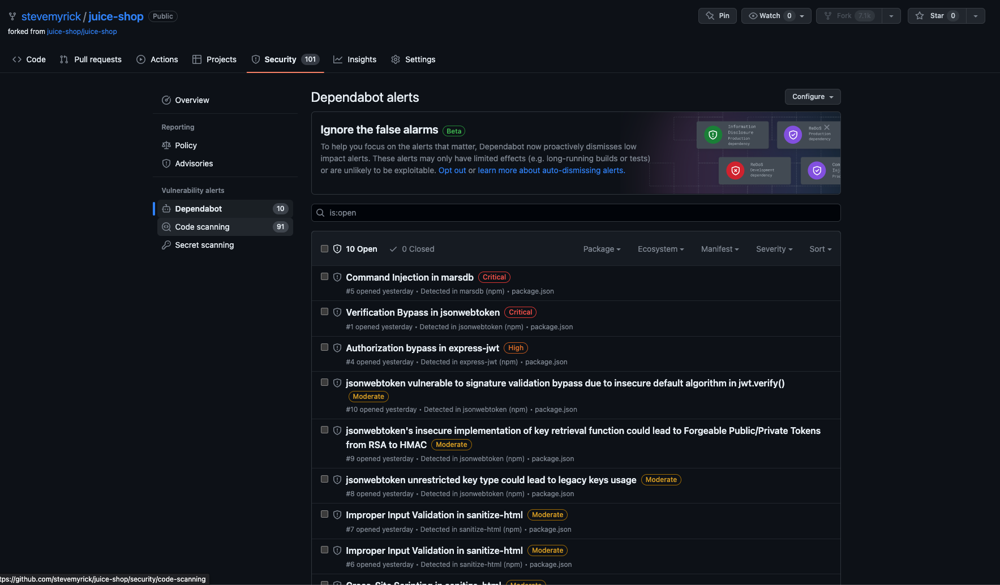 stevemyrick / juice-shop Public
forked from juice-shop/juice-shop
Pin Watch 0 Fork 7.1k Star 0
Code Pull requests Actions Projects Security 101 Insights Settings
Overview
Reporting
Policy
Advisories
Vulnerability alerts
Dependabot 10
Code scanning 91
Secret scanning
Dependabot alerts Configure
Ignore the false alarms Beta
To help you focus on the alerts that matter, Dependabot now proactively dismisses low
impact alerts. These alerts may only have limited effects (e.g. long-running builds or tests)
or are unlikely to be exploitable. Opt out or learn more about auto-dismissing alerts.
Information
Disclosure
Production
dependency
ReDoS
Production
dependency
ReDoS
Development
dependency
Com
Inj
Pro
is:open
10 Open 0 Closed Package Ecosystem Manifest Severity Sort
Command Injection in marsdb Critical
#5 opened yesterday • Detected in marsdb (npm) • package.json
Verification Bypass in jsonwebtoken Critical
#1 opened yesterday • Detected in jsonwebtoken (npm) • package.json
Authorization bypass in express-jwt High
#4 opened yesterday • Detected in express-jwt (npm) • package.json
jsonwebtoken vulnerable to signature validation bypass due to insecure default algorithm in jwt.verify()
Moderate
#10 opened yesterday • Detected in jsonwebtoken (npm) • package.json
jsonwebtoken's insecure implementation of key retrieval function could lead to Forgeable Public/Private Tokens
from RSA to HMAC Moderate
#9 opened yesterday • Detected in jsonwebtoken (npm) • package.json
jsonwebtoken unrestricted key type could lead to legacy keys usage Moderate
#8 opened yesterday • Detected in jsonwebtoken (npm) • package.json
Improper Input Validation in sanitize-html Moderate
#7 opened yesterday • Detected in sanitize-html (npm) • package.json
Improper Input Validation in sanitize-html Moderate
#6 opened yesterday • Detected in sanitize-html (npm) • package.json
Cross-Site Scripting in sanitize-html Moderate
tps://github.com/stevemyrick/juice-shop/security/code-scanning